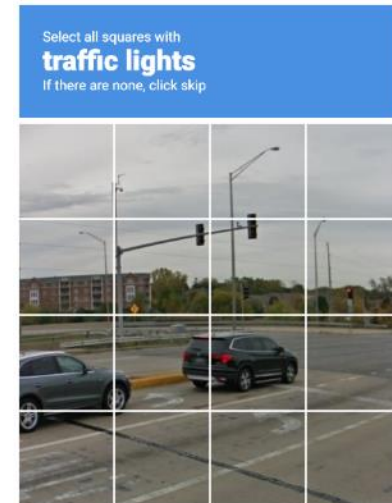 Select all squares with
traffic lights
If there are none, click skip